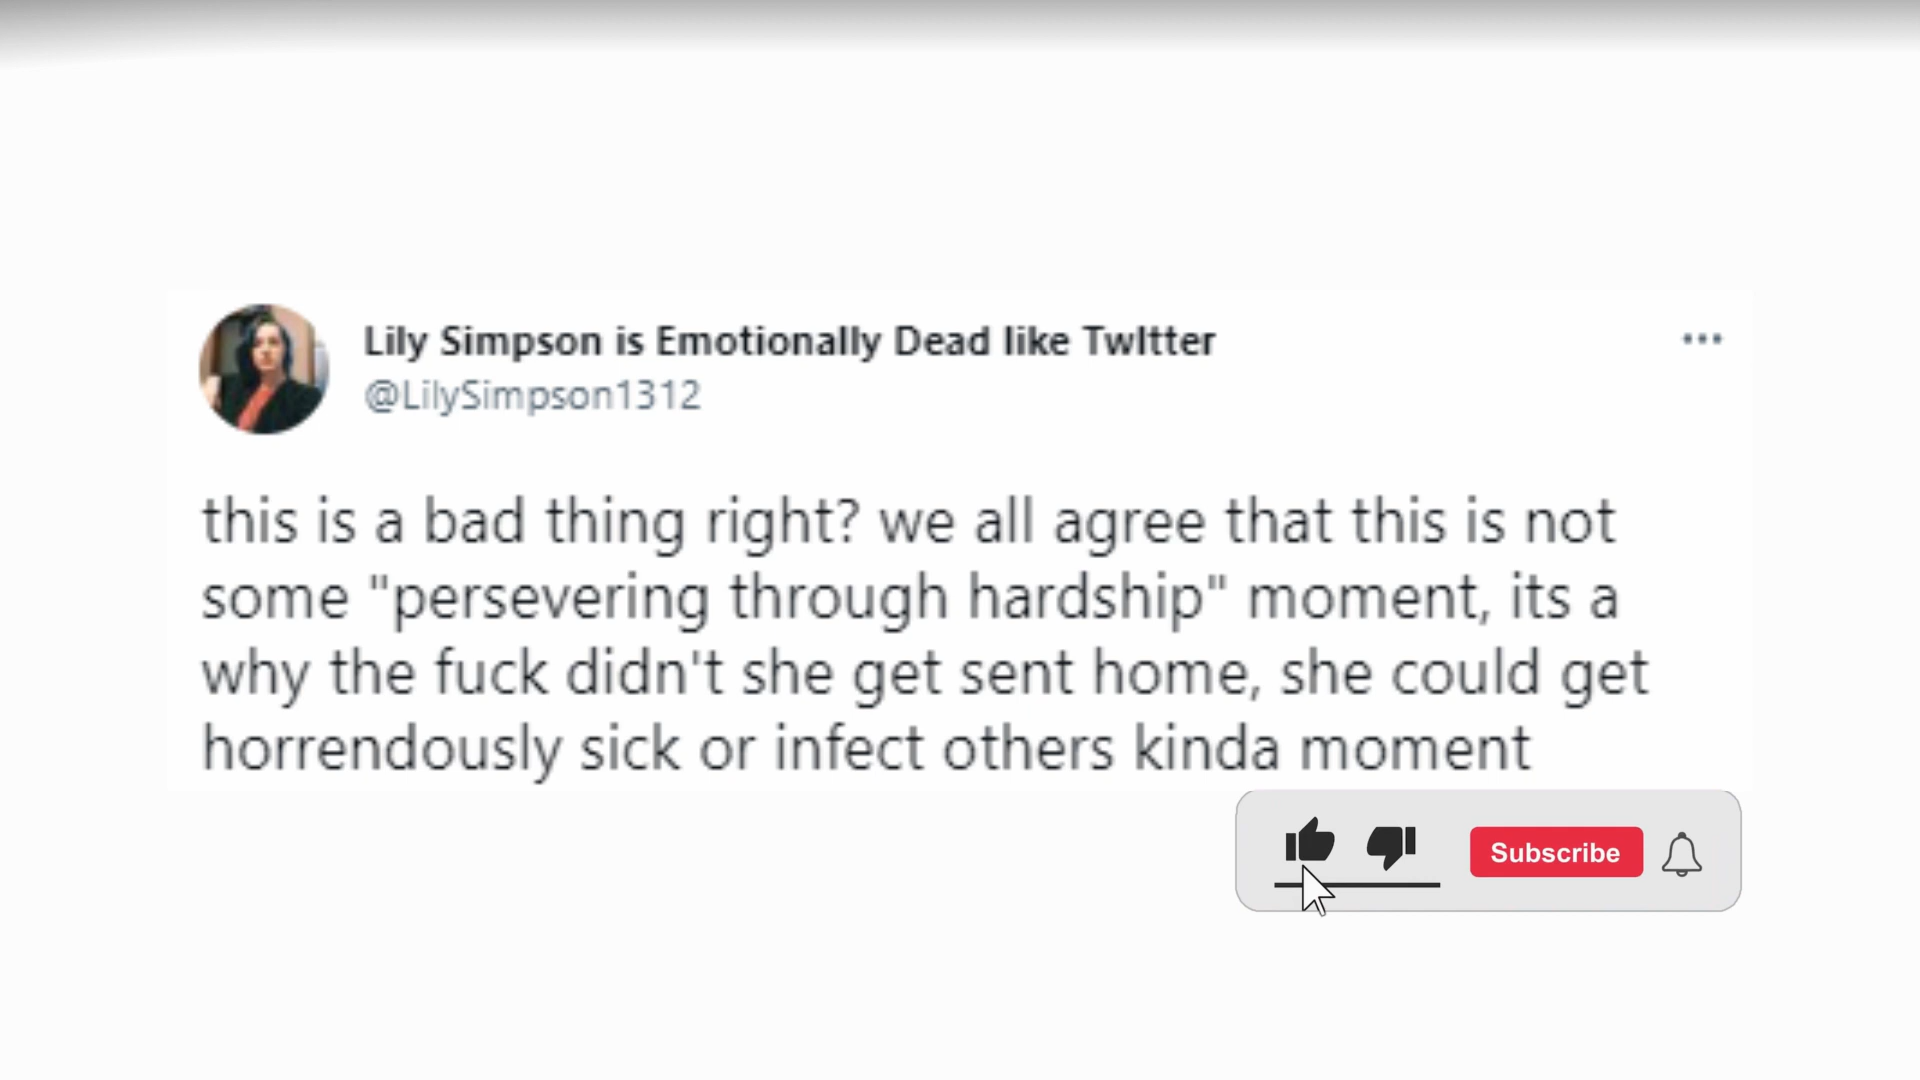 Lily Simpson is Emotionally Dead like TwItter
@LilySimpson1312
this is a bad thing right? we all agree that this is not
some "persevering through hardship" moment, its a
why the fuck didn't she get sent home, she could get
horrendously sick or infect others kinda moment
Subscribe